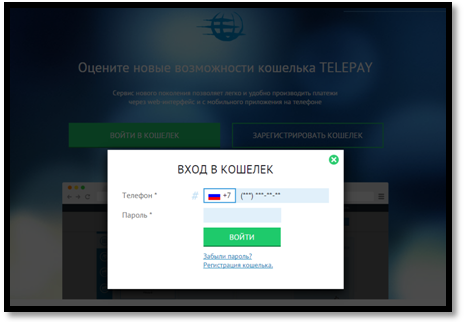 Оцените новые возможности кошелька TELEPAY
Сервис нового поколения позволяет легко и удобно производить платежи
через web-интерфейс и с мобильного приложения на телефоне
ВОЙТИ В КОШЕЛЕК
ЗАРЕГИСТРИРОВАТЬ КОШЕЛЕК
ВХОД В КОШЕЛЕК
Телефон * # +7 (***) ***-**-**
Пароль *
ВОЙТИ
Забыли пароль?
Регистрация кошелька.